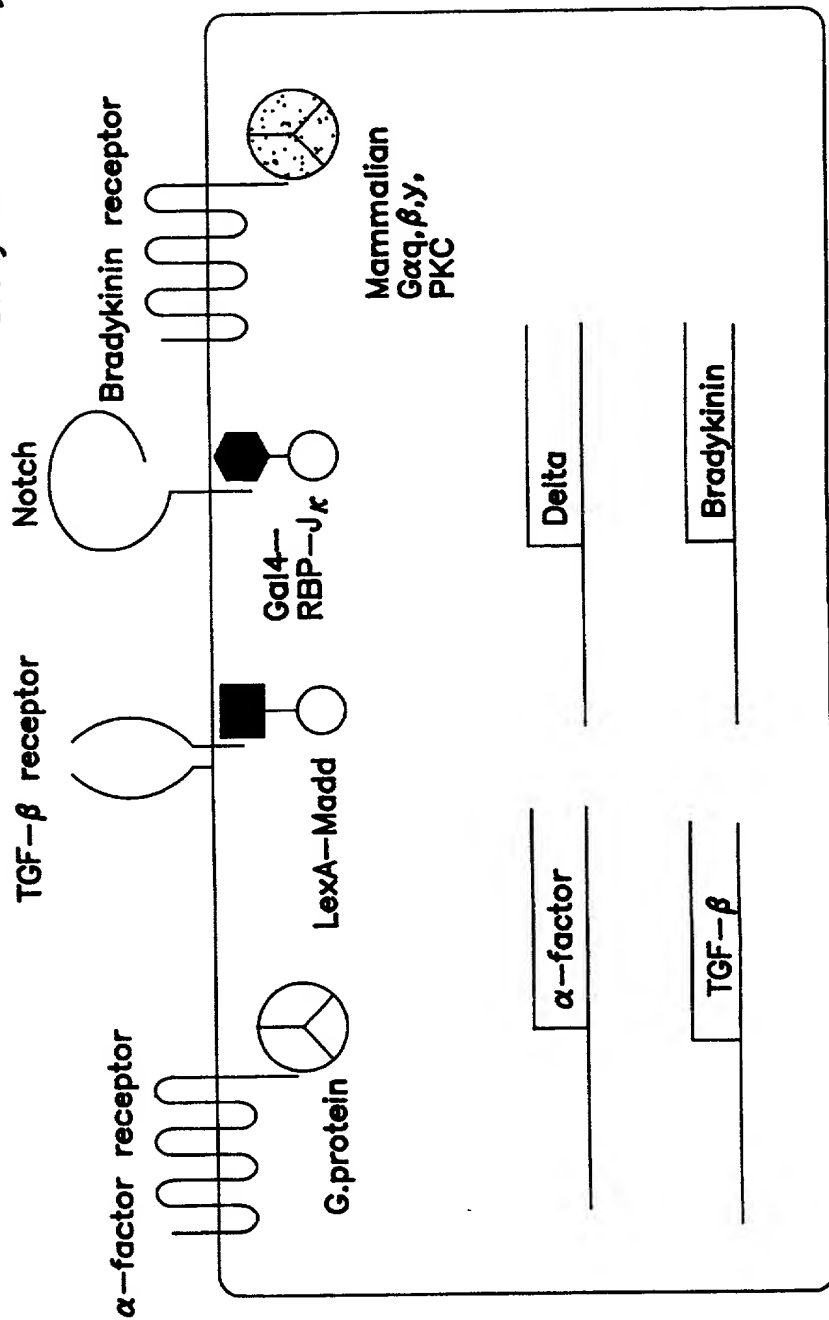 α-factor receptor
TGF-β receptor
Notch
Bradykinin receptor
G.protein
LexA-Madd
Gal4-
RBP-Jκ
Mammalian
Gαq,β,γ,
PKC
α-factor
Delta
TGF-β
Bradykinin